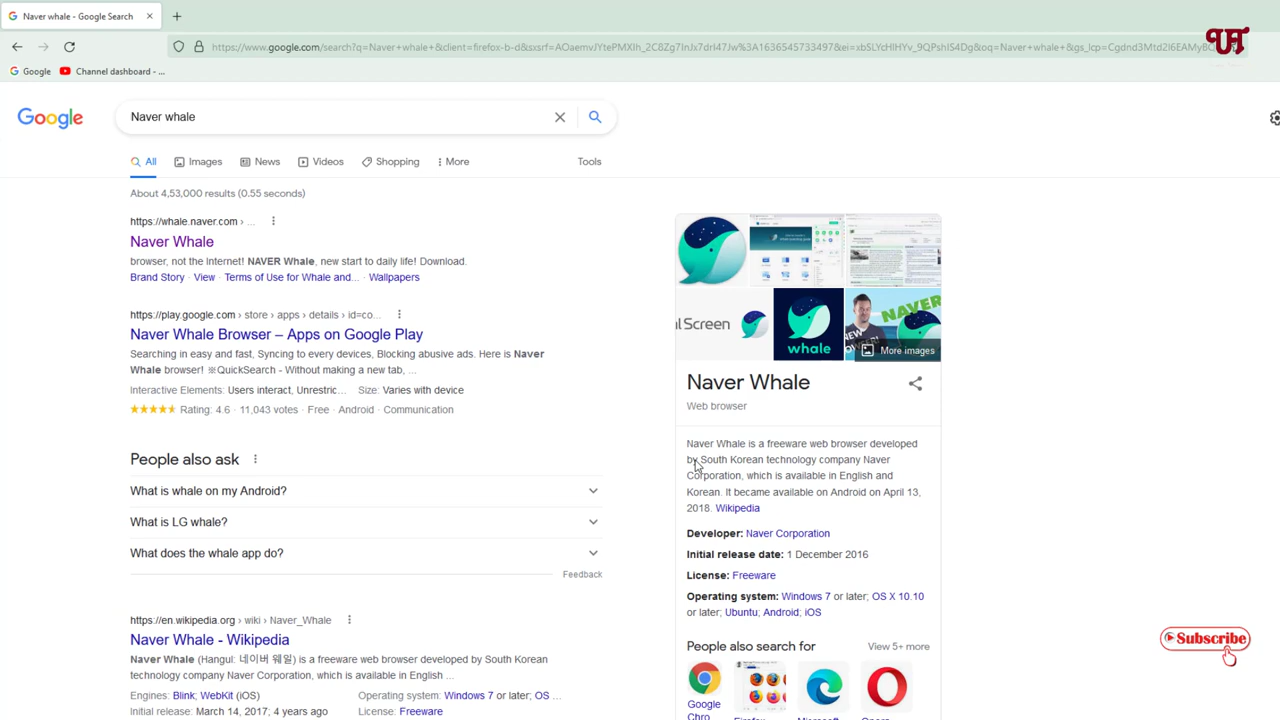 Naver whale - Google Search
UT
https://www.google.com/search?q=Naver+whale+&client=firefox-b-d&sxsrf=
Google
Channel dashboard - ...
Google
Naver whale
All
Images
News
Videos
Shopping
More
Tools
About 4,53,000 results (0.55 seconds)
https://whale.naver.com › ...
Naver Whale
browser, not the Internet! NAVER Whale, new start to daily life! Download.
Brand Story · View · Terms of Use for Whale and... · Wallpapers
https://play.google.com › store › apps › details › id=co...
Naver Whale Browser – Apps on Google Play
Searching in easy and fast, Syncing to every devices, Blocking abusive ads. Here is Naver
Whale browser! ※QuickSearch - Without making a new tab, ...
Interactive Elements: Users interact, Unrestric... Size: Varies with device
Rating: 4.6 · 11,043 votes · Free · Android · Communication
People also ask
What is whale on my Android?
What is LG whale?
What does the whale app do?
Feedback
https://en.wikipedia.org › wiki › Naver_Whale
Naver Whale - Wikipedia
Naver Whale (Hangul: 네이버 웨일) is a freeware web browser developed by South Korean
technology company Naver Corporation, which is available in English ...
Engines: Blink; WebKit (iOS)
Operating system: Windows 7 or later; OS ...
Initial release: March 14, 2017; 4 years ago
License: Freeware
al Screen
whale
NAVER
NEW
BROWSER
More images
Naver Whale
Web browser
Naver Whale is a freeware web browser developed
by South Korean technology company Naver
Corporation, which is available in English and
Korean. It became available on Android on April 13,
2018. Wikipedia
Developer: Naver Corporation
Initial release date: 1 December 2016
License: Freeware
Operating system: Windows 7 or later; OS X 10.10
or later; Ubuntu; Android; iOS
People also search for
View 5+ more
Google
Chro
Subscribe